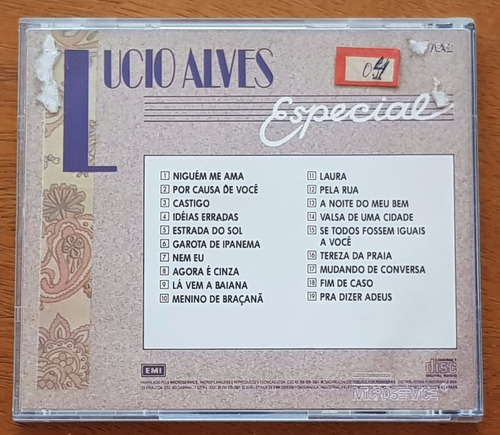 LUCIO ALVES
Especial
1 NIGUÉM ME AMA
2 POR CAUSA DE VOCÊ
3 CASTIGO
4 IDÉIAS ERRADAS
5 ESTRADA DO SOL
6 GAROTA DE IPANEMA
7 NEM EU
8 AGORA É CINZA
9 LÁ VEM A BAIANA
10 MENINO DE BRAÇANÃ
11 LAURA
12 PELA RUA
13 A NOITE DO MEU BEM
14 VALSA DE UMA CIDADE
15 SE TODOS FOSSEM IGUAIS
A VOCÊ
16 TEREZA DA PRAIA
17 MUDANDO DE CONVERSA
18 FIM DE CASO
19 PRA DIZER ADEUS
EMI
COMPACT
disc
DIGITAL AUDIO
MICROSERVICE